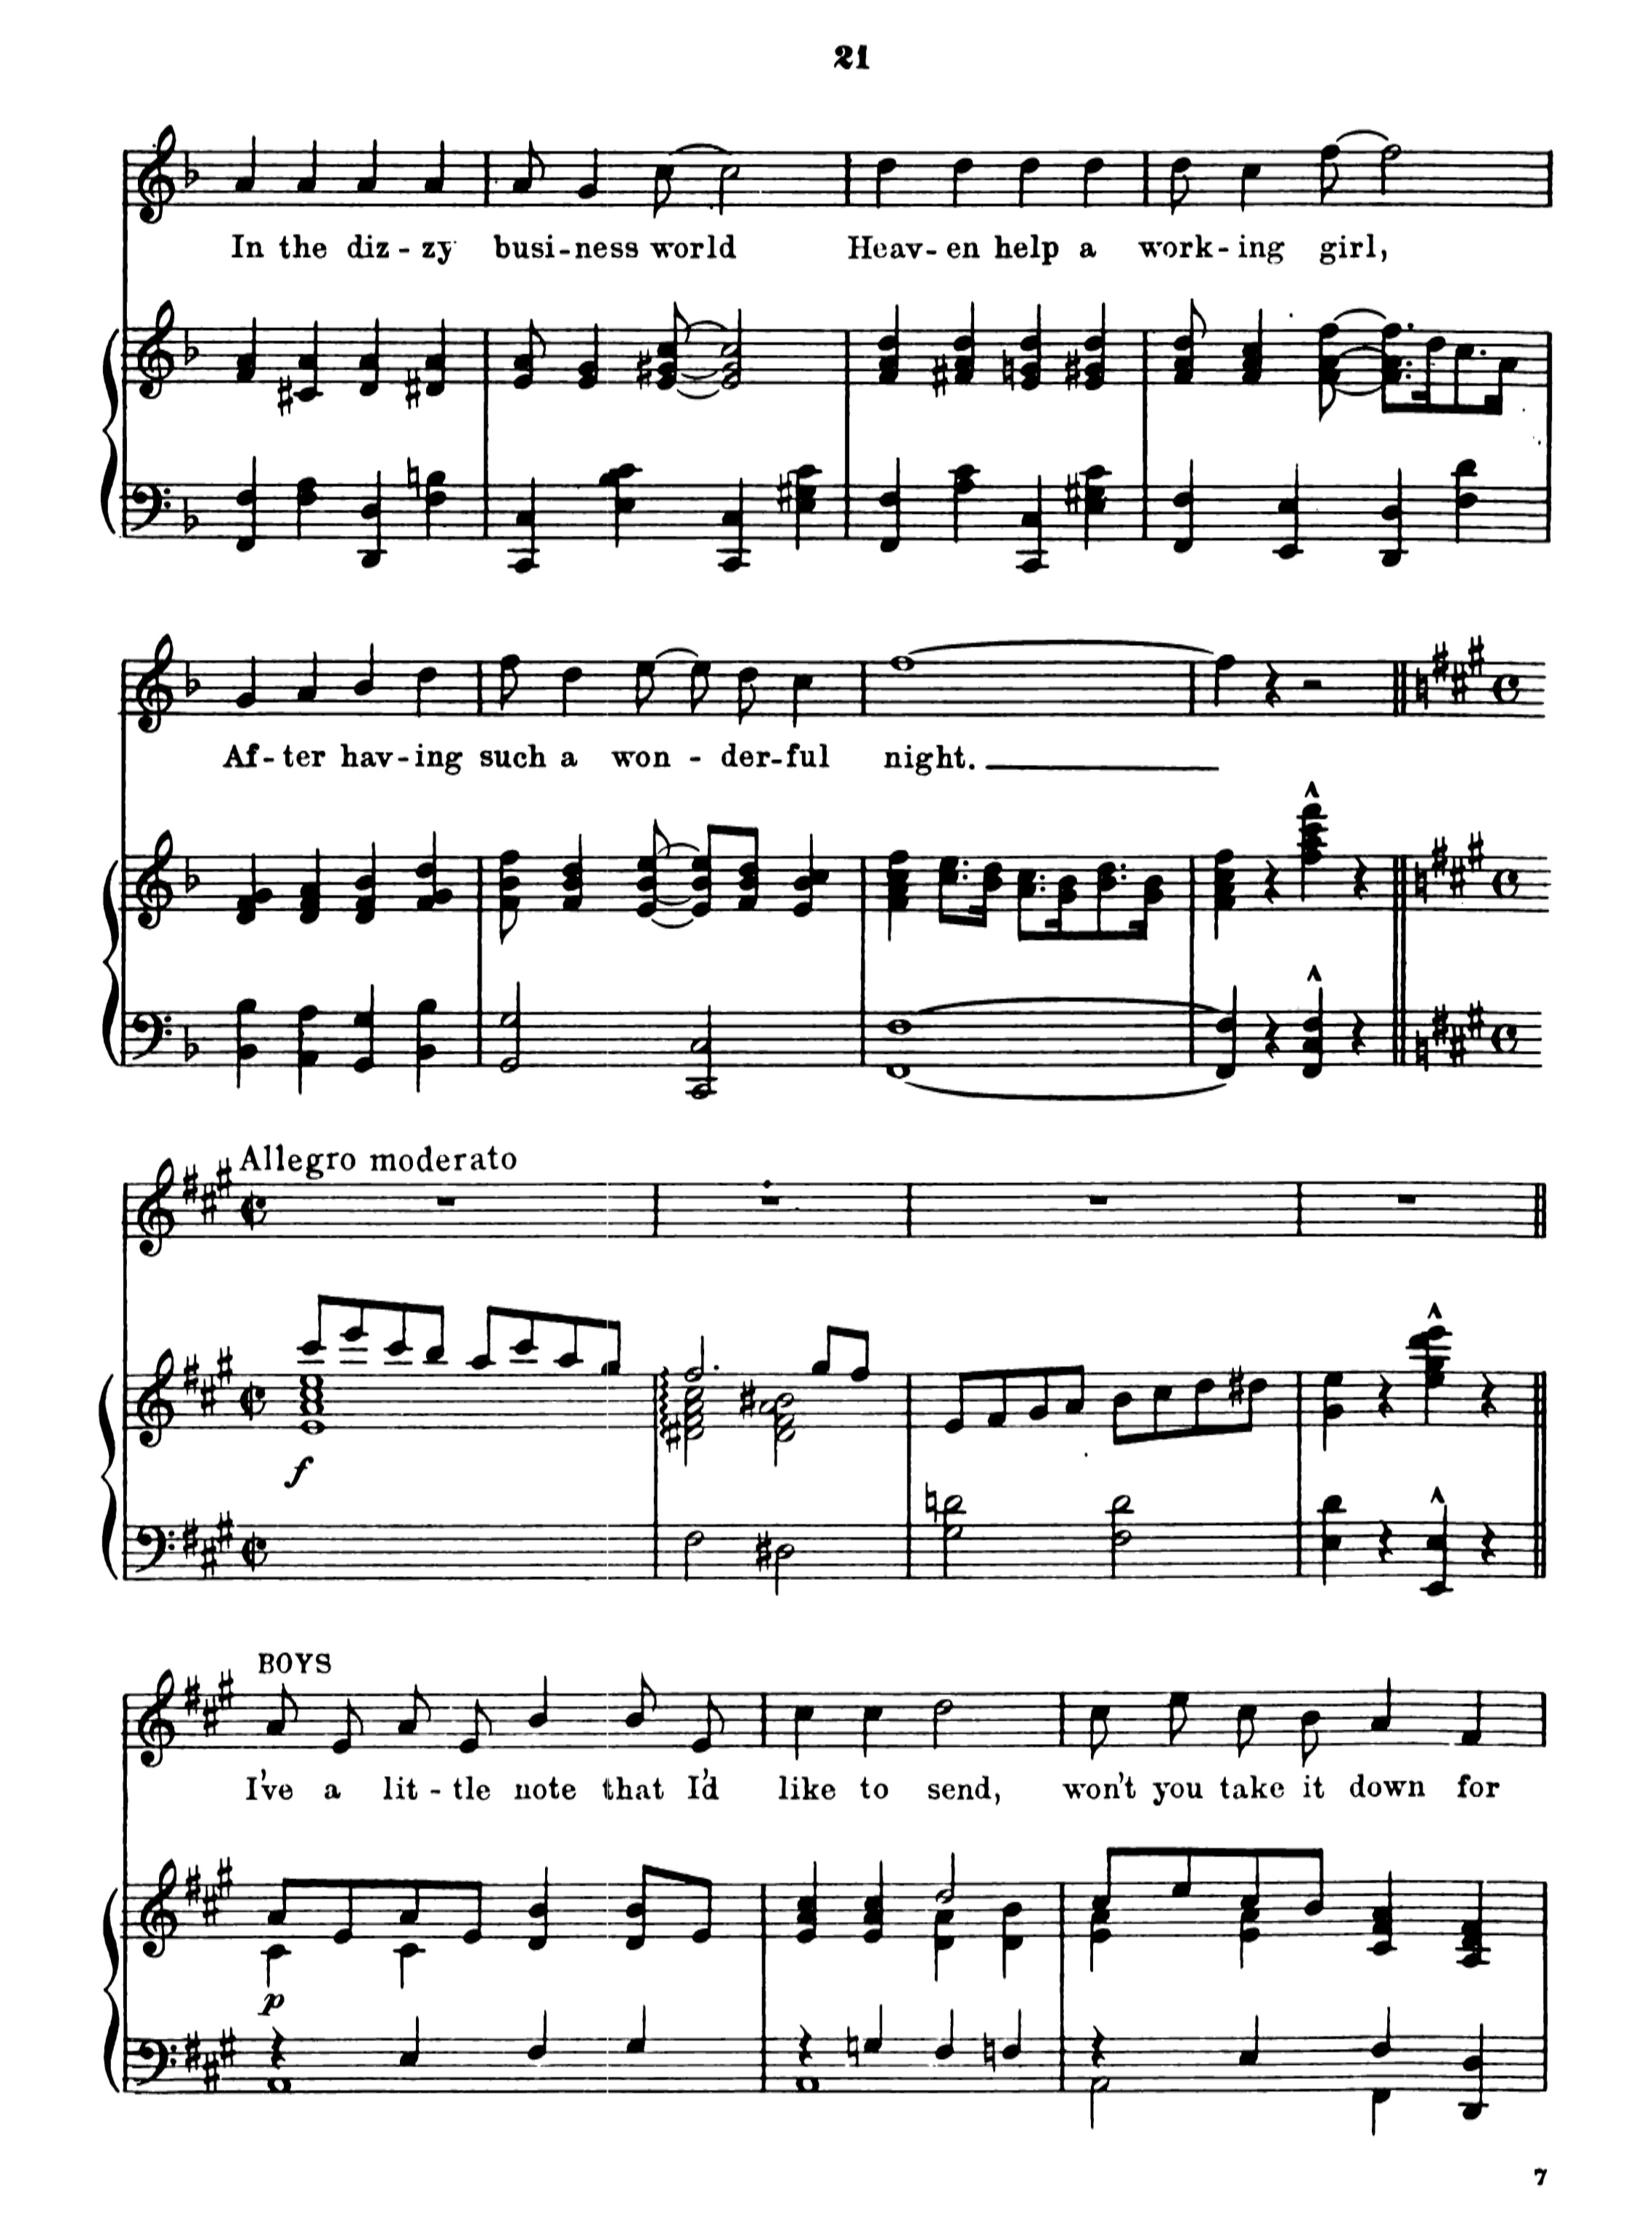 21
In the diz - zy busi - ness world Heav - en help a work - ing girl,
Af - ter hav - ing such a won - der - ful night.
Allegro moderato
f
BOYS
I've a lit - tle note that I'd like to send, won't you take it down for
p
7